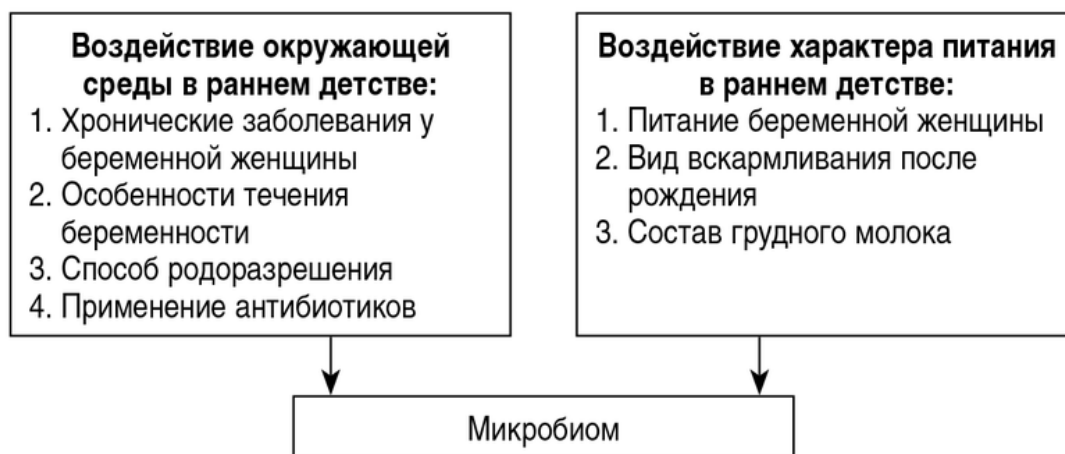 Воздействие окружающей
среды в раннем детстве:
1. Хронические заболевания у
беременной женщины
2. Особенности течения
беременности
3. Способ родоразрешения
4. Применение антибиотиков
Воздействие характера питания
в раннем детстве:
1. Питание беременной женщины
2. Вид вскармливания после
рождения
3. Состав грудного молока
Микробиом